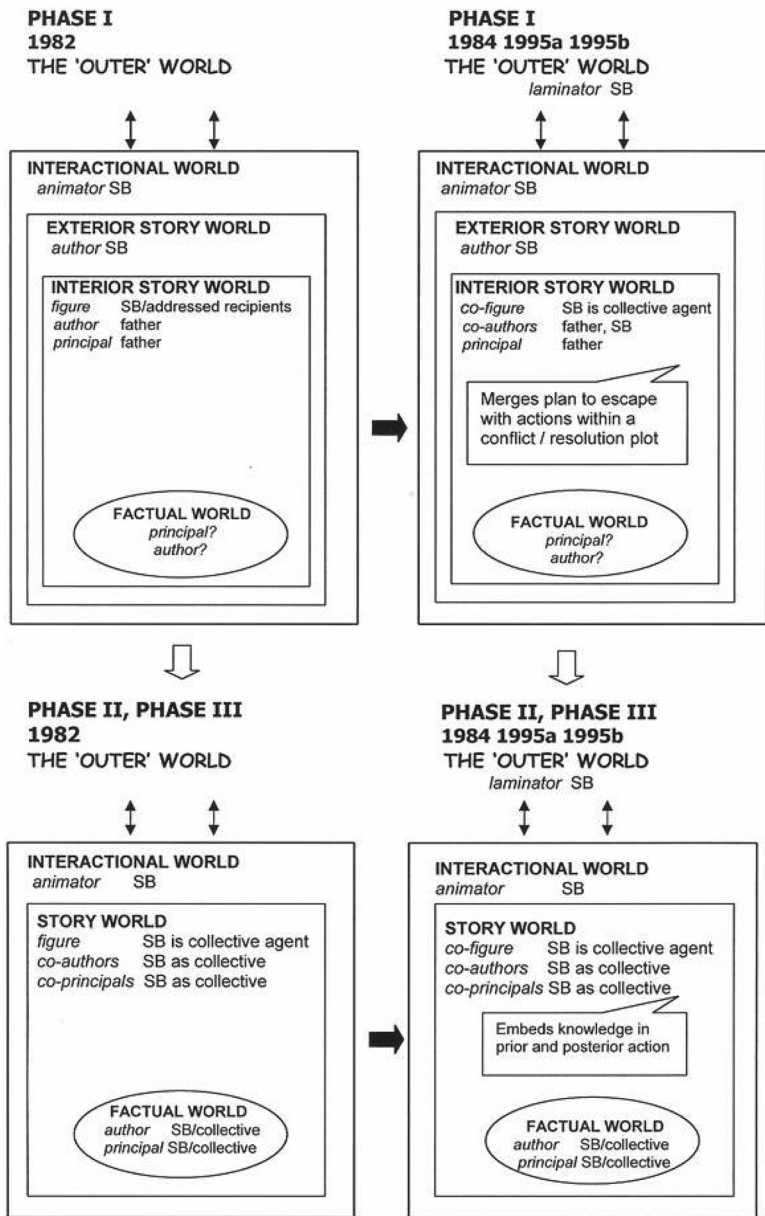 PHASE I
1982
THE 'OUTER' WORLD
INTERACTIONAL WORLD
animator SB
EXTERIOR STORY WORLD
author SB
INTERIOR STORY WORLD
figure SB/addressed recipients
author father
principal father
FACTUAL WORLD
principal?
author?
PHASE I
1984 1995a 1995b
THE 'OUTER' WORLD
laminator SB
INTERACTIONAL WORLD
animator SB
EXTERIOR STORY WORLD
author SB
INTERIOR STORY WORLD
co-figure SB is collective agent
co-authors father, SB
principal father
Merges plan to escape
with actions within a
conflict / resolution plot
FACTUAL WORLD
principal?
author?
PHASE II, PHASE III
1982
THE 'OUTER' WORLD
INTERACTIONAL WORLD
animator SB
STORY WORLD
figure SB is collective agent
co-authors SB as collective
co-principals SB as collective
FACTUAL WORLD
author SB/collective
principal SB/collective
PHASE II, PHASE III
1984 1995a 1995b
THE 'OUTER' WORLD
laminator SB
INTERACTIONAL WORLD
animator SB
STORY WORLD
co-figure SB is collective agent
co-authors SB as collective
co-principals SB as collective
Embeds knowledge in
prior and posterior action
FACTUAL WORLD
author SB/collective
principal SB/collective